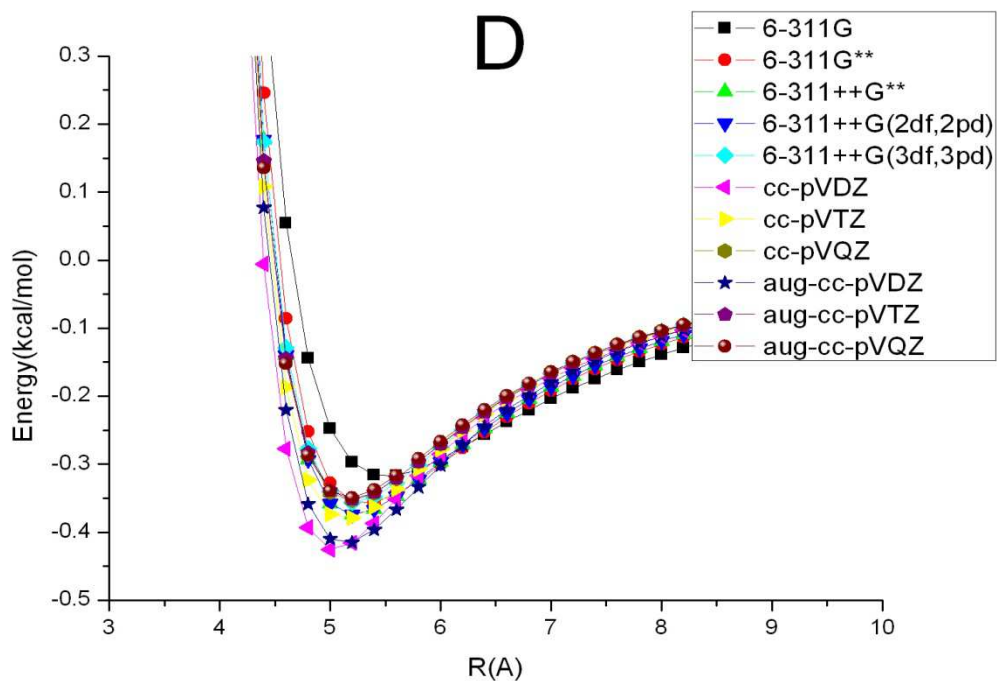 D
6-311G
6-311G**
6-311++G**
6-311++G(2df,2pd)
6-311++G(3df,3pd)
cc-pVDZ
cc-pVTZ
cc-pVQZ
aug-cc-pVDZ
aug-cc-pVTZ
aug-cc-pVQZ
Energy(kcal/mol)
0.3
0.2
0.1
0.0
-0.1
-0.2
-0.3
-0.4
-0.5
3 4 5 6 7 8 9 10
R(A)